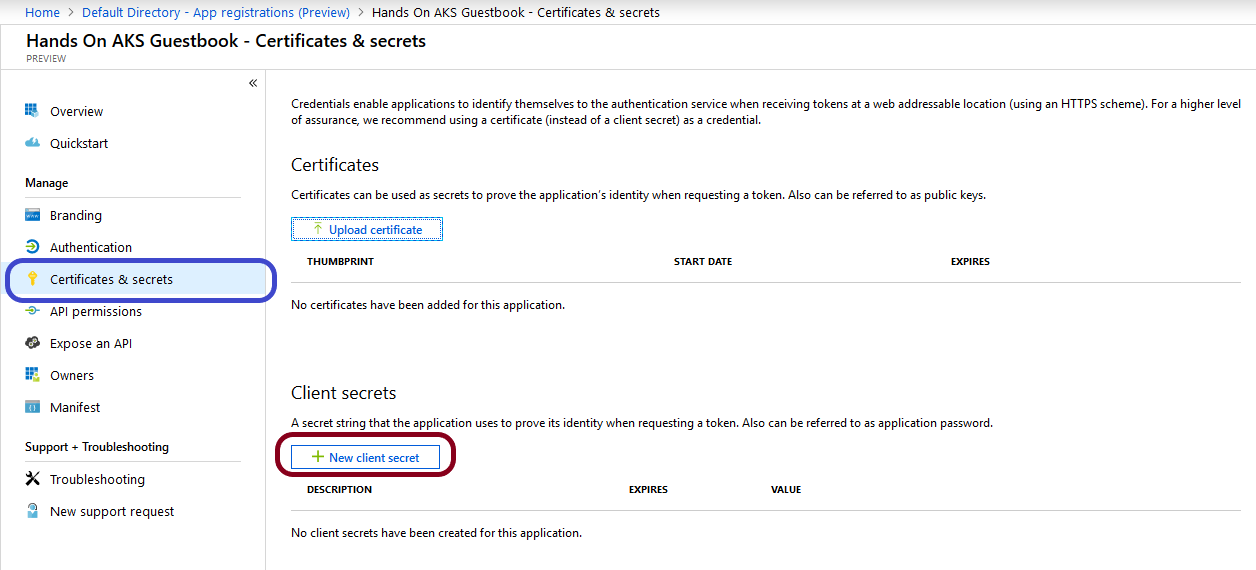 Home > Default Directory - App registrations (Preview) > Hands On AKS Guestbook - Certificates & secrets
Hands On AKS Guestbook - Certificates & secrets
PREVIEW
«
Overview
Quickstart
Manage
Branding
Authentication
Certificates & secrets
API permissions
Expose an API
Owners
Manifest
Support + Troubleshooting
Troubleshooting
New support request
Credentials enable applications to identify themselves to the authentication service when receiving tokens at a web addressable location (using an HTTPS scheme). For a higher level
of assurance, we recommend using a certificate (instead of a client secret) as a credential.
Certificates
Certificates can be used as secrets to prove the application's identity when requesting a token. Also can be referred to as public keys.
Upload certificate
THUMBPRINT START DATE EXPIRES
No certificates have been added for this application.
Client secrets
A secret string that the application uses to prove its identity when requesting a token. Also can be referred to as application password.
+ New client secret
DESCRIPTION EXPIRES VALUE
No client secrets have been created for this application.